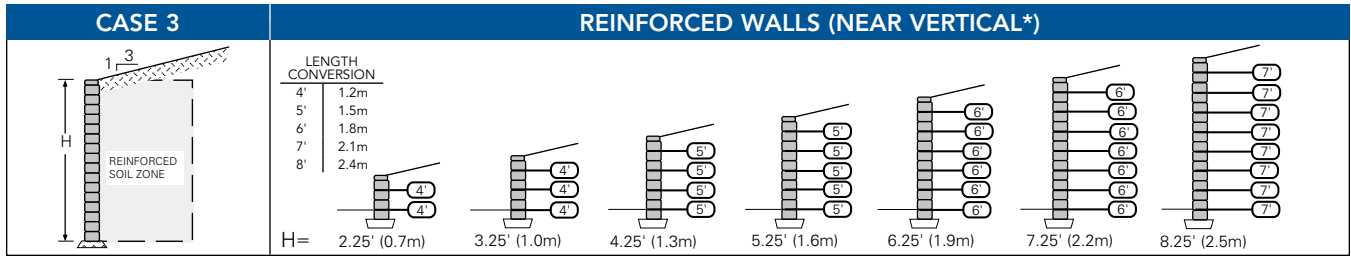 CASE 3
REINFORCED WALLS (NEAR VERTICAL*)
1 3
H
REINFORCED
SOIL ZONE
LENGTH
CONVERSION
4' 1.2m
5' 1.5m
6' 1.8m
7' 2.1m
8' 2.4m
4'
4'
4'
4'
4'
5'
5'
5'
5'
5'
5'
5'
5'
5'
6'
6'
6'
6'
6'
6'
6'
6'
6'
6'
6'
6'
6'
7'
7'
7'
7'
7'
7'
7'
7'
H= 2.25' (0.7m) 3.25' (1.0m) 4.25' (1.3m) 5.25' (1.6m) 6.25' (1.9m) 7.25' (2.2m) 8.25' (2.5m)